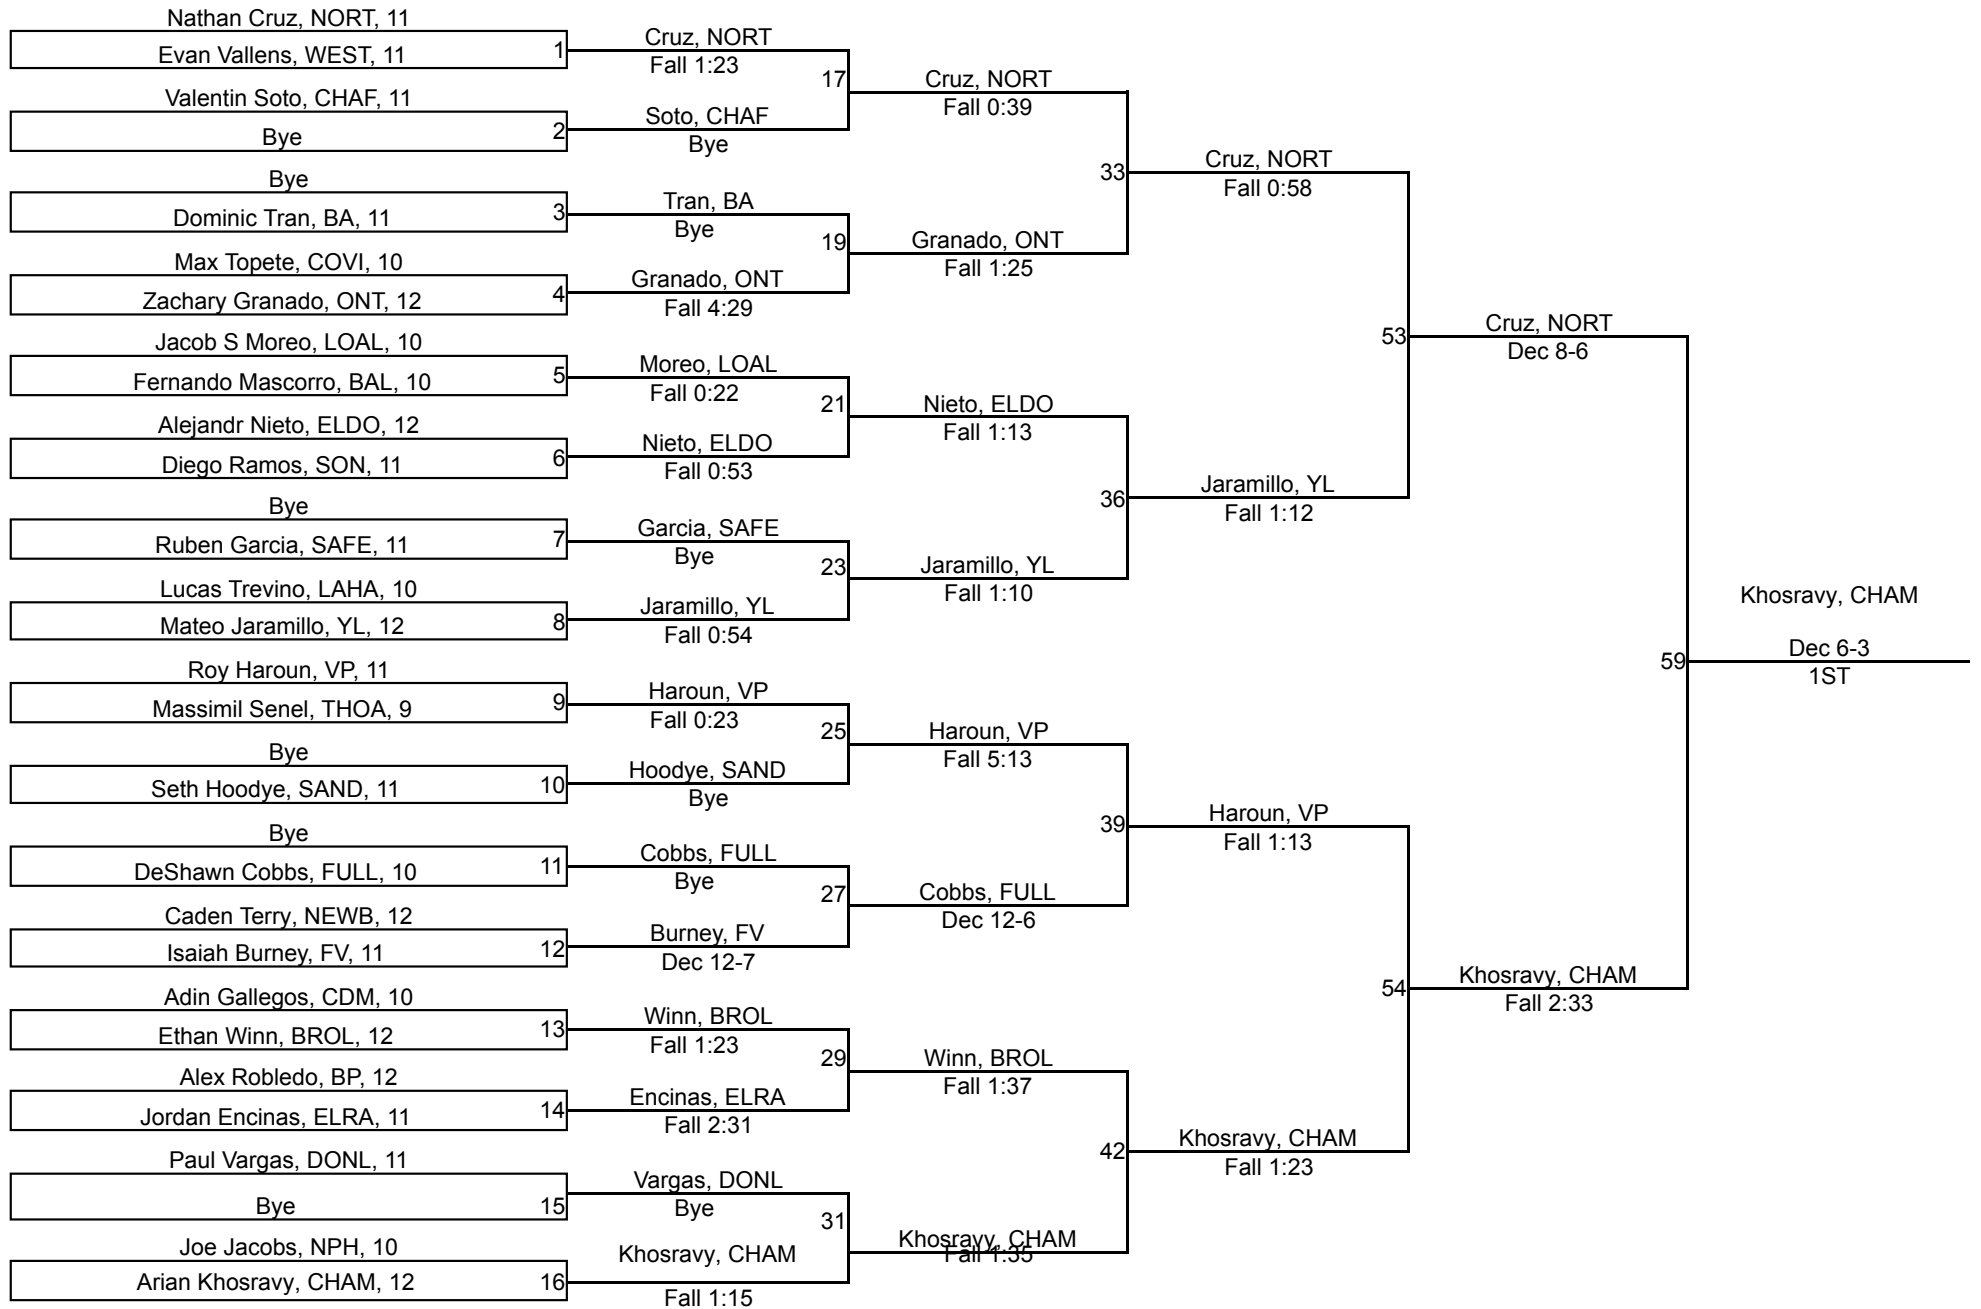 Nathan Cruz, NORT, 11
Evan Vallens, WEST, 11
1
Valentin Soto, CHAF, 11
Bye
2
Bye
Dominic Tran, BA, 11
3
Max Topete, COVI, 10
Zachary Granado, ONT, 12
4
Jacob S Moreo, LOAL, 10
Fernando Mascorro, BAL, 10
5
Alejandr Nieto, ELDO, 12
Diego Ramos, SON, 11
6
Bye
Ruben Garcia, SAFE, 11
7
Lucas Trevino, LAHA, 10
Mateo Jaramillo, YL, 12
8
Roy Haroun, VP, 11
Massimil Senel, THOA, 9
9
Bye
Seth Hoodye, SAND, 11
10
Bye
DeShawn Cobbs, FULL, 10
11
Caden Terry, NEWB, 12
Isaiah Burney, FV, 11
12
Adin Gallegos, CDM, 10
Ethan Winn, BROL, 12
13
Alex Robledo, BP, 12
Jordan Encinas, ELRA, 11
14
Paul Vargas, DONL, 11
Bye
15
Joe Jacobs, NPH, 10
Arian Khosravy, CHAM, 12
16
Cruz, NORT
Fall 1:23
17
Soto, CHAF
Bye
Tran, BA
Bye
19
Granado, ONT
Fall 4:29
Moreo, LOAL
Fall 0:22
21
Nieto, ELDO
Fall 0:53
Garcia, SAFE
Bye
23
Jaramillo, YL
Fall 0:54
Haroun, VP
Fall 0:23
25
Hoodye, SAND
Bye
Cobbs, FULL
Bye
27
Burney, FV
Dec 12-7
Winn, BROL
Fall 1:23
29
Encinas, ELRA
Fall 2:31
Vargas, DONL
Bye
31
Khosravy, CHAM
Fall 1:15
Cruz, NORT
Fall 0:39
33
Granado, ONT
Fall 1:25
Nieto, ELDO
Fall 1:13
36
Jaramillo, YL
Fall 1:10
Haroun, VP
Fall 5:13
39
Cobbs, FULL
Dec 12-6
Winn, BROL
Fall 1:37
42
Khosravy, CHAM
Fall 1:35
Cruz, NORT
Fall 0:58
53
Jaramillo, YL
Fall 1:12
Haroun, VP
Fall 1:13
54
Khosravy, CHAM
Fall 1:23
Cruz, NORT
Dec 8-6
59
Khosravy, CHAM
Fall 2:33
Khosravy, CHAM
Dec 6-3
1ST